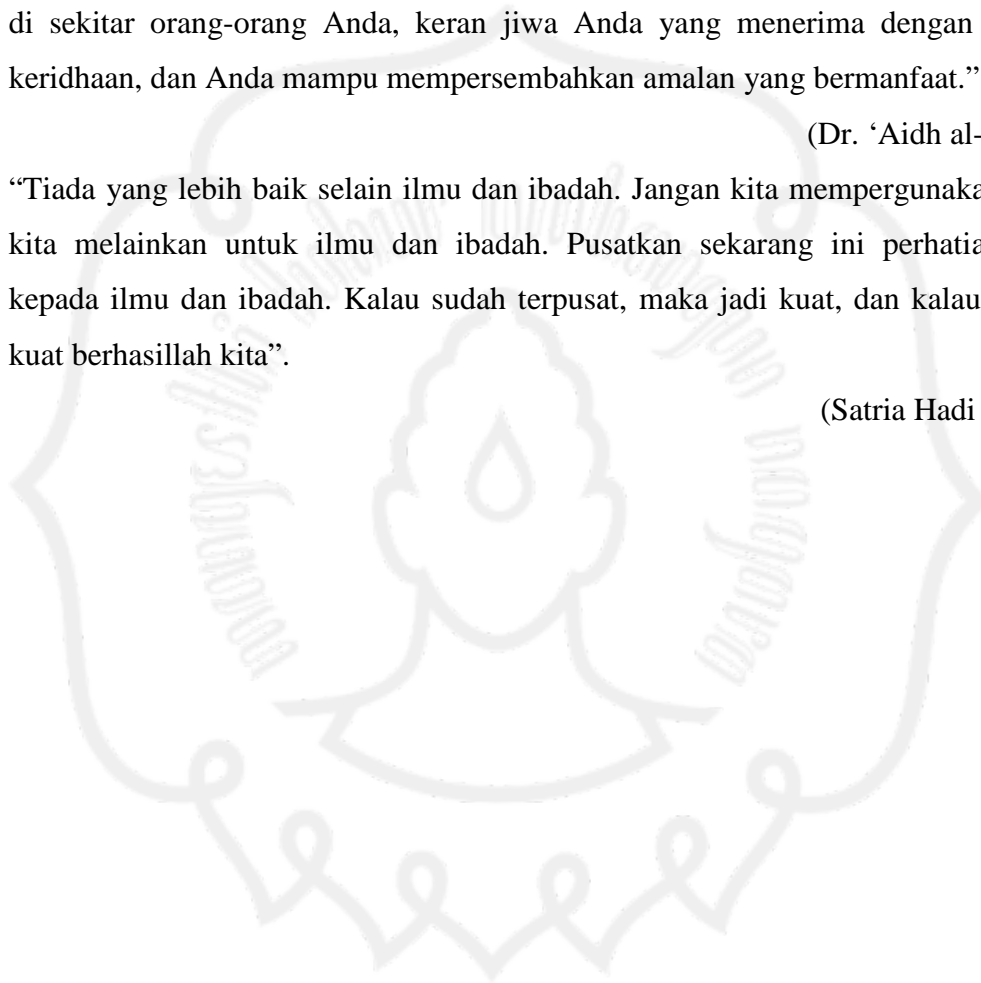 di sekitar orang-orang Anda, keran jiwa Anda yang menerima dengan
keridhaan, dan Anda mampu mempersembahkan amalan yang bermanfaat.”
(Dr. ‘Aidh al-
“Tiada yang lebih baik selain ilmu dan ibadah. Jangan kita mempergunaka
kita melainkan untuk ilmu dan ibadah. Pusatkan sekarang ini perhatia
kepada ilmu dan ibadah. Kalau sudah terpusat, maka jadi kuat, dan kalau
kuat berhasillah kita”.
(Satria Hadi